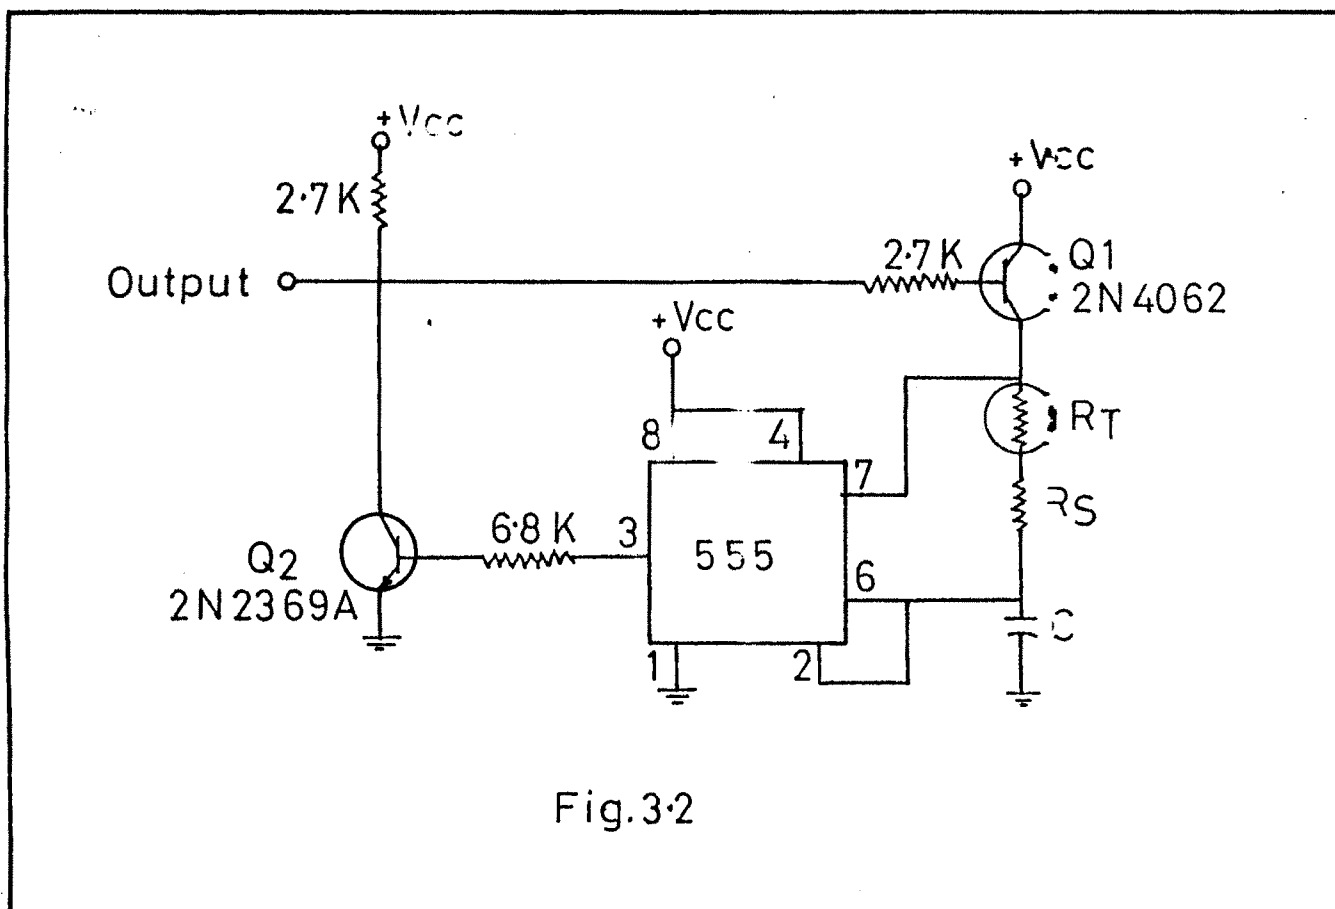 +Vcc
2.7K
Output
+Vcc
2.7K
Q1
2N4062
+Vcc
8
4
7
RT
RS
Q2
2N2369A
6.8K
3
555
6
1
2
C
Fig.3.2